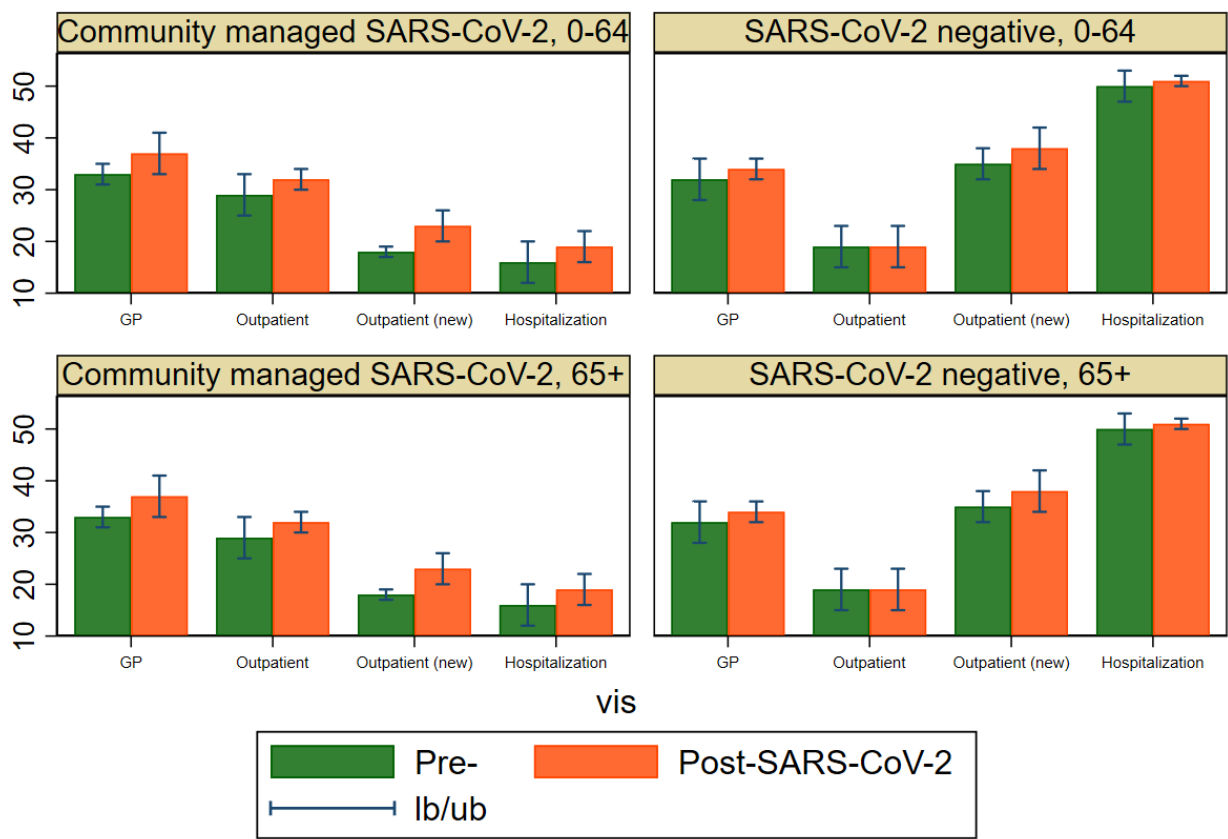 Community managed SARS-CoV-2, 0-64
SARS-CoV-2 negative, 0-64
50
40
30
20
10
GP
Outpatient
Outpatient (new)
Hospitalization
GP
Outpatient
Outpatient (new)
Hospitalization
Community managed SARS-CoV-2, 65+
SARS-CoV-2 negative, 65+
50
40
30
20
10
GP
Outpatient
Outpatient (new)
Hospitalization
GP
Outpatient
Outpatient (new)
Hospitalization
vis
Pre-
Post-SARS-CoV-2
lb/ub